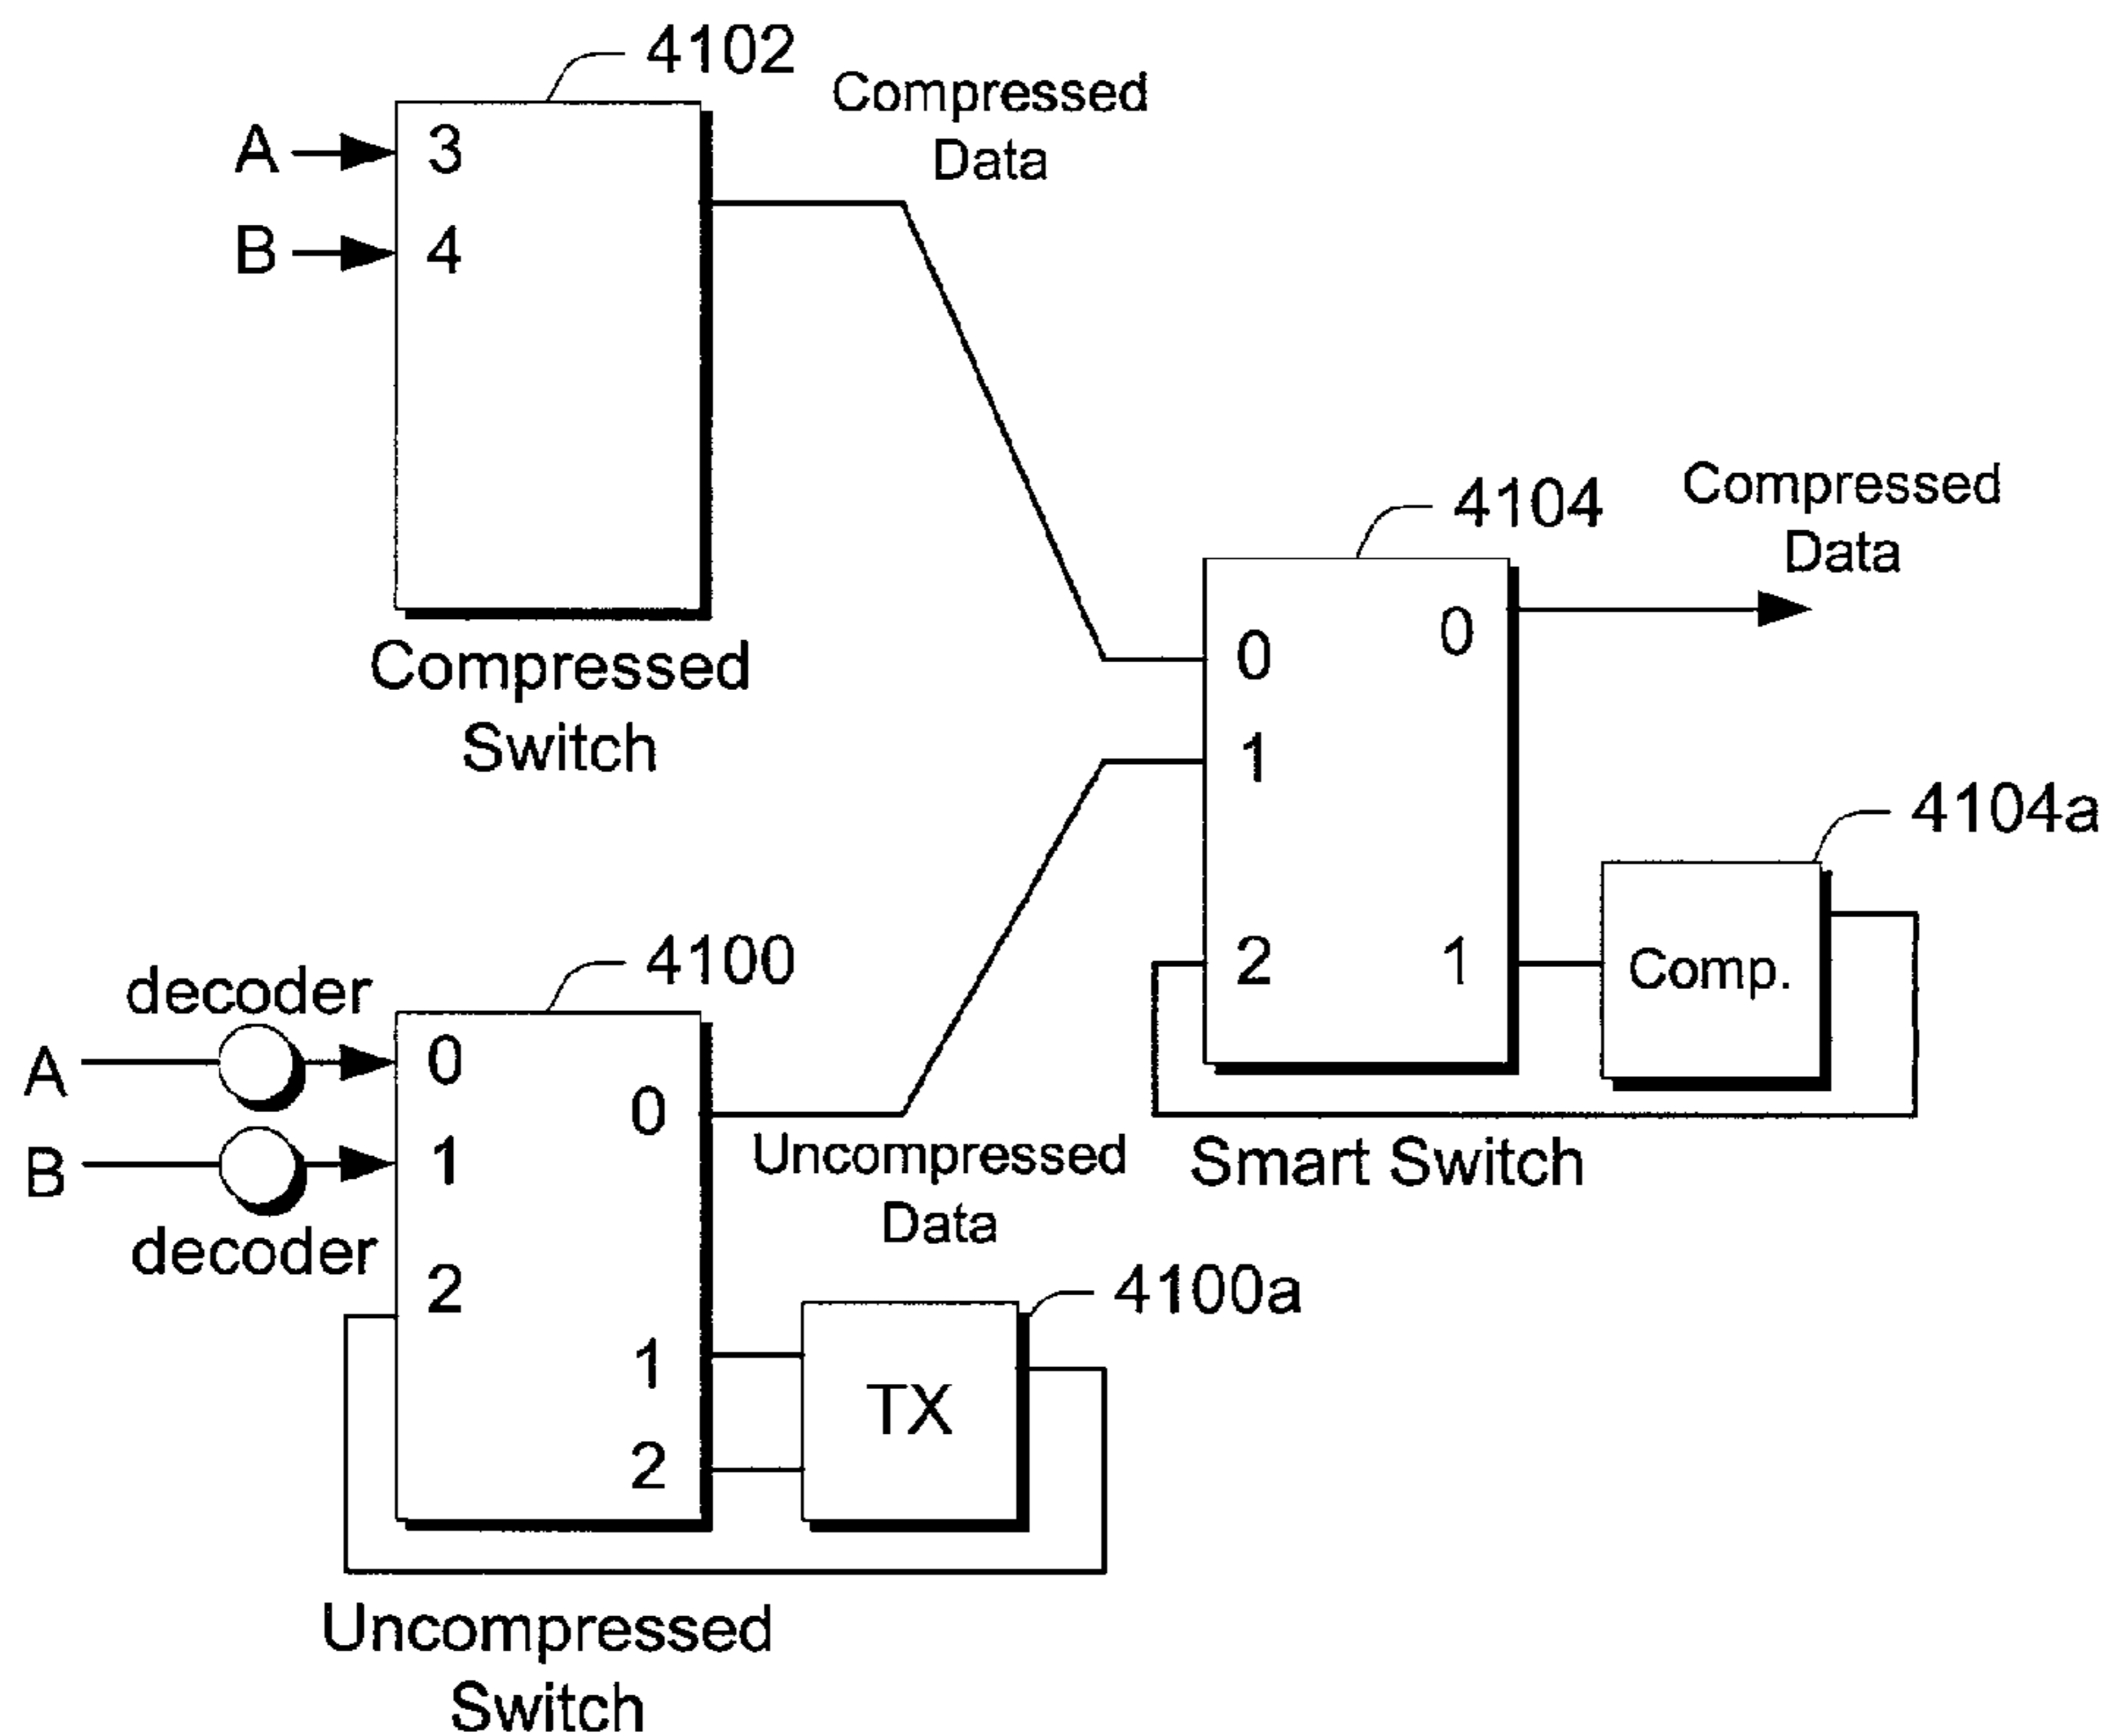 4102
Compressed
Data
A
3
B
4
Compressed
Switch
4104
Compressed
Data
0
0
1
2
1
4104a
Comp.
Smart Switch
4100
decoder
A
0
0
B
1
decoder
2
Uncompressed
Data
4100a
1
TX
2
Uncompressed
Switch